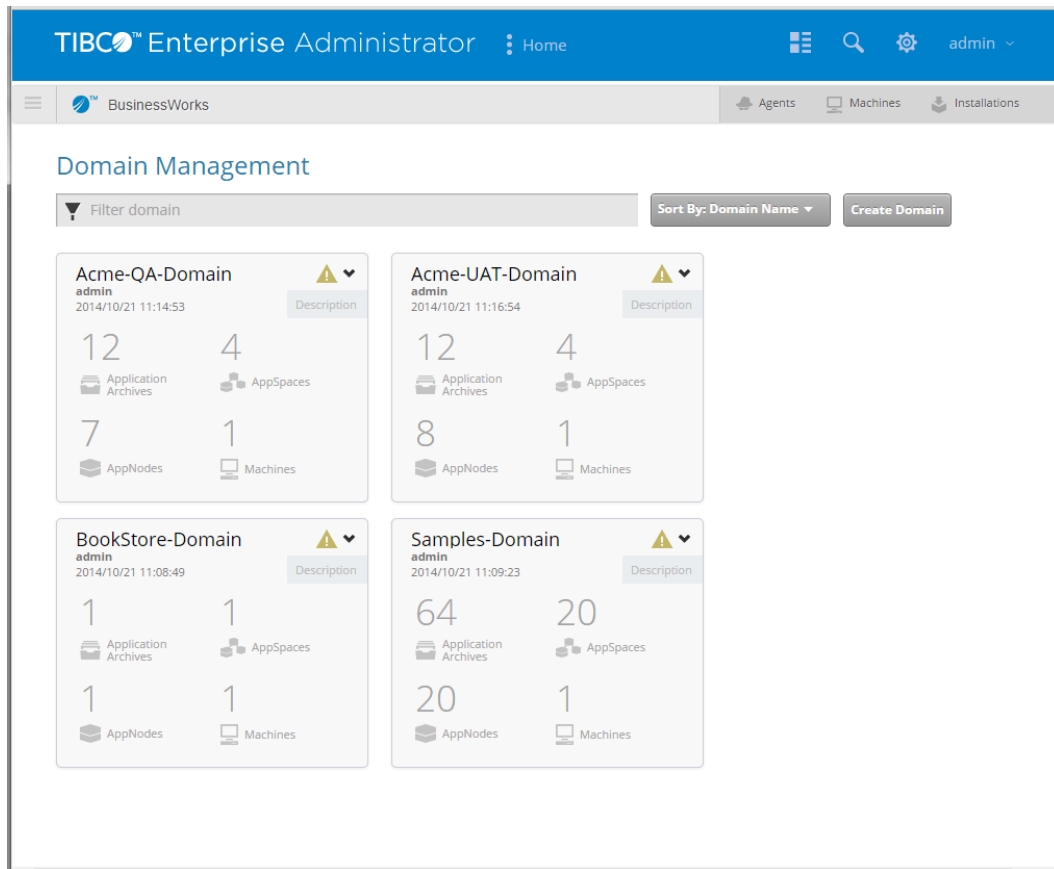 TIBCO™ Enterprise Administrator Home admin
BusinessWorks Agents Machines Installations
Domain Management
Filter domain Sort By: Domain Name Create Domain
Acme-QA-Domain
admin
2014/10/21 11:14:53 Description
12 4
Application
Archives AppSpaces
7 1
AppNodes Machines
Acme-UAT-Domain
admin
2014/10/21 11:16:54 Description
12 4
Application
Archives AppSpaces
8 1
AppNodes Machines
BookStore-Domain
admin
2014/10/21 11:08:49 Description
1 1
Application
Archives AppSpaces
1 1
AppNodes Machines
Samples-Domain
admin
2014/10/21 11:09:23 Description
64 20
Application
Archives AppSpaces
20 1
AppNodes Machines